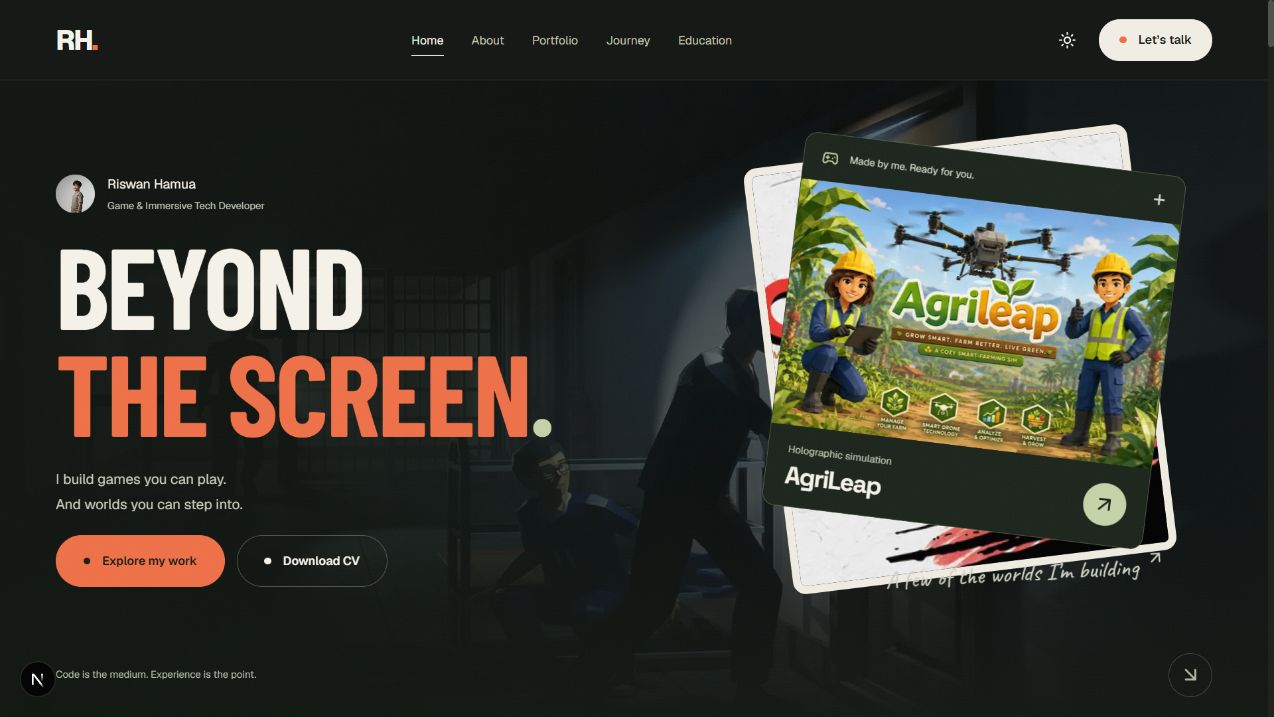 RH.
Home
About
Portfolio
Journey
Education
Let's talk
Riswan Hamua
Game & Immersive Tech Developer
BEYOND
THE SCREEN.
I build games you can play.
And worlds you can step into.
Explore my work
Download CV
Code is the medium. Experience is the point.
N
Made by me. Ready for you.
Agrileap
GROW SMART. FARM BETTER. LIVE GREEN.
A COZY SMART-FARMING SIM
MANAGE
YOUR FARM
SMART DRONE
TECHNOLOGY
ANALYZE
& OPTIMIZE
HARVEST
& GROW
Holographic simulation
AgriLeap
A few of the worlds I'm building